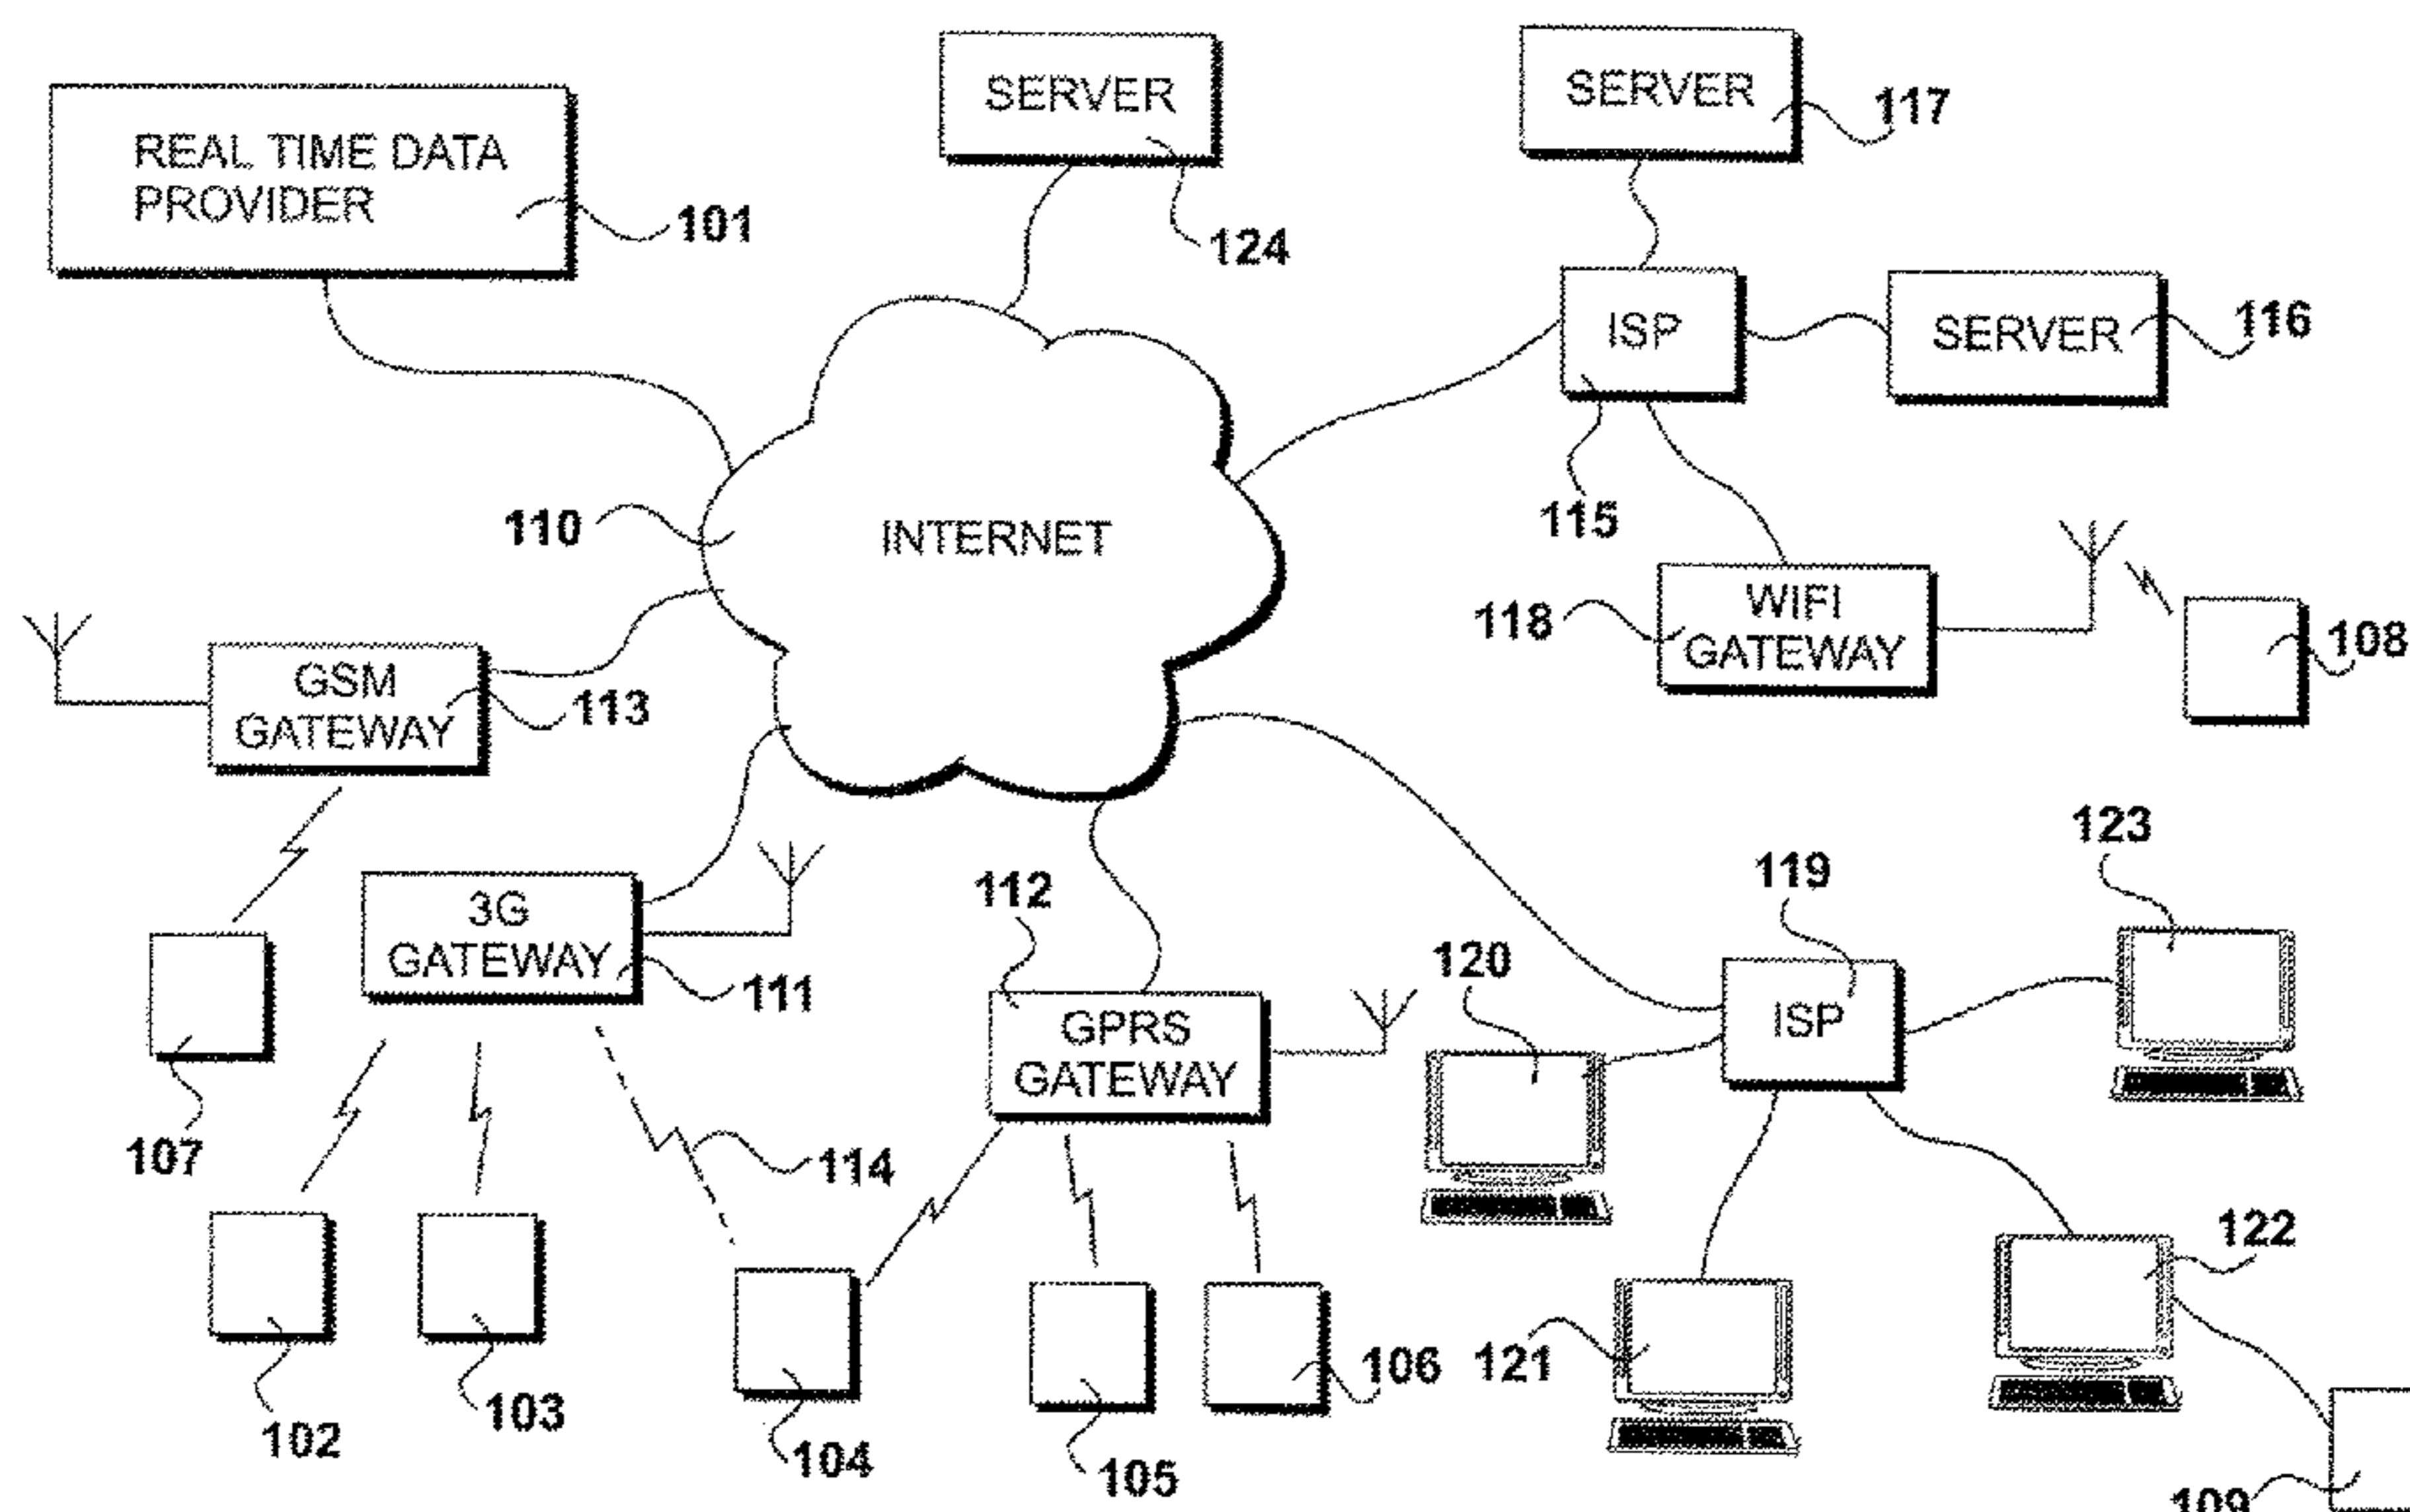 SERVER
SERVER
117
REAL TIME DATA
PROVIDER
101
124
ISP
SERVER
116
110
INTERNET
115
WIFI
GATEWAY
118
108
GSM
GATEWAY
113
123
119
112
3G
GATEWAY
111
120
ISP
GPRS
GATEWAY
107
114
122
106
121
102
103
104
105
109